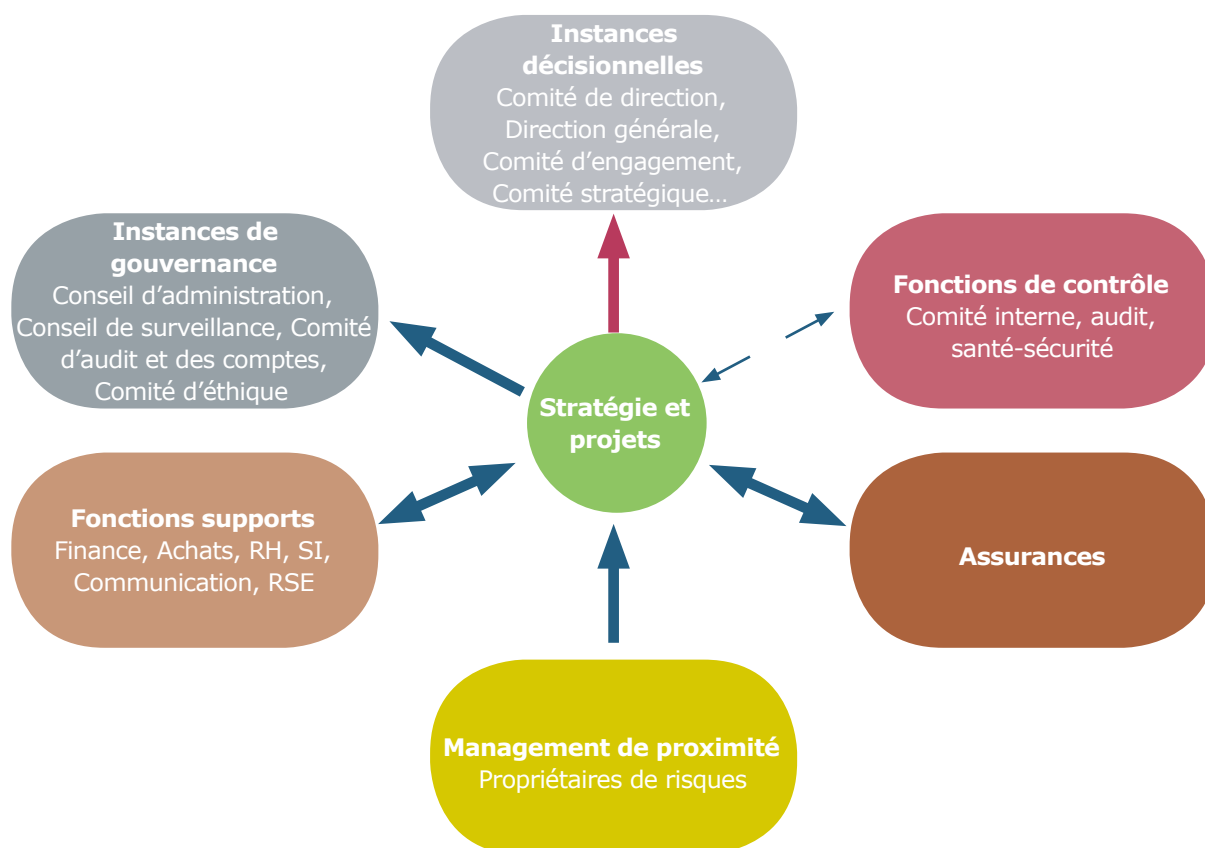 Instances
décisionnelles
Comité de direction,
Direction générale,
Comité d’engagement,
Comité stratégique…
Instances de
gouvernance
Conseil d’administration,
Conseil de surveillance, Comité
d’audit et des comptes,
Comité d’éthique
Fonctions de contrôle
Comité interne, audit,
santé-sécurité
Stratégie et
projets
Fonctions supports
Finance, Achats, RH, SI,
Communication, RSE
Assurances
Management de proximité
Propriétaires de risques